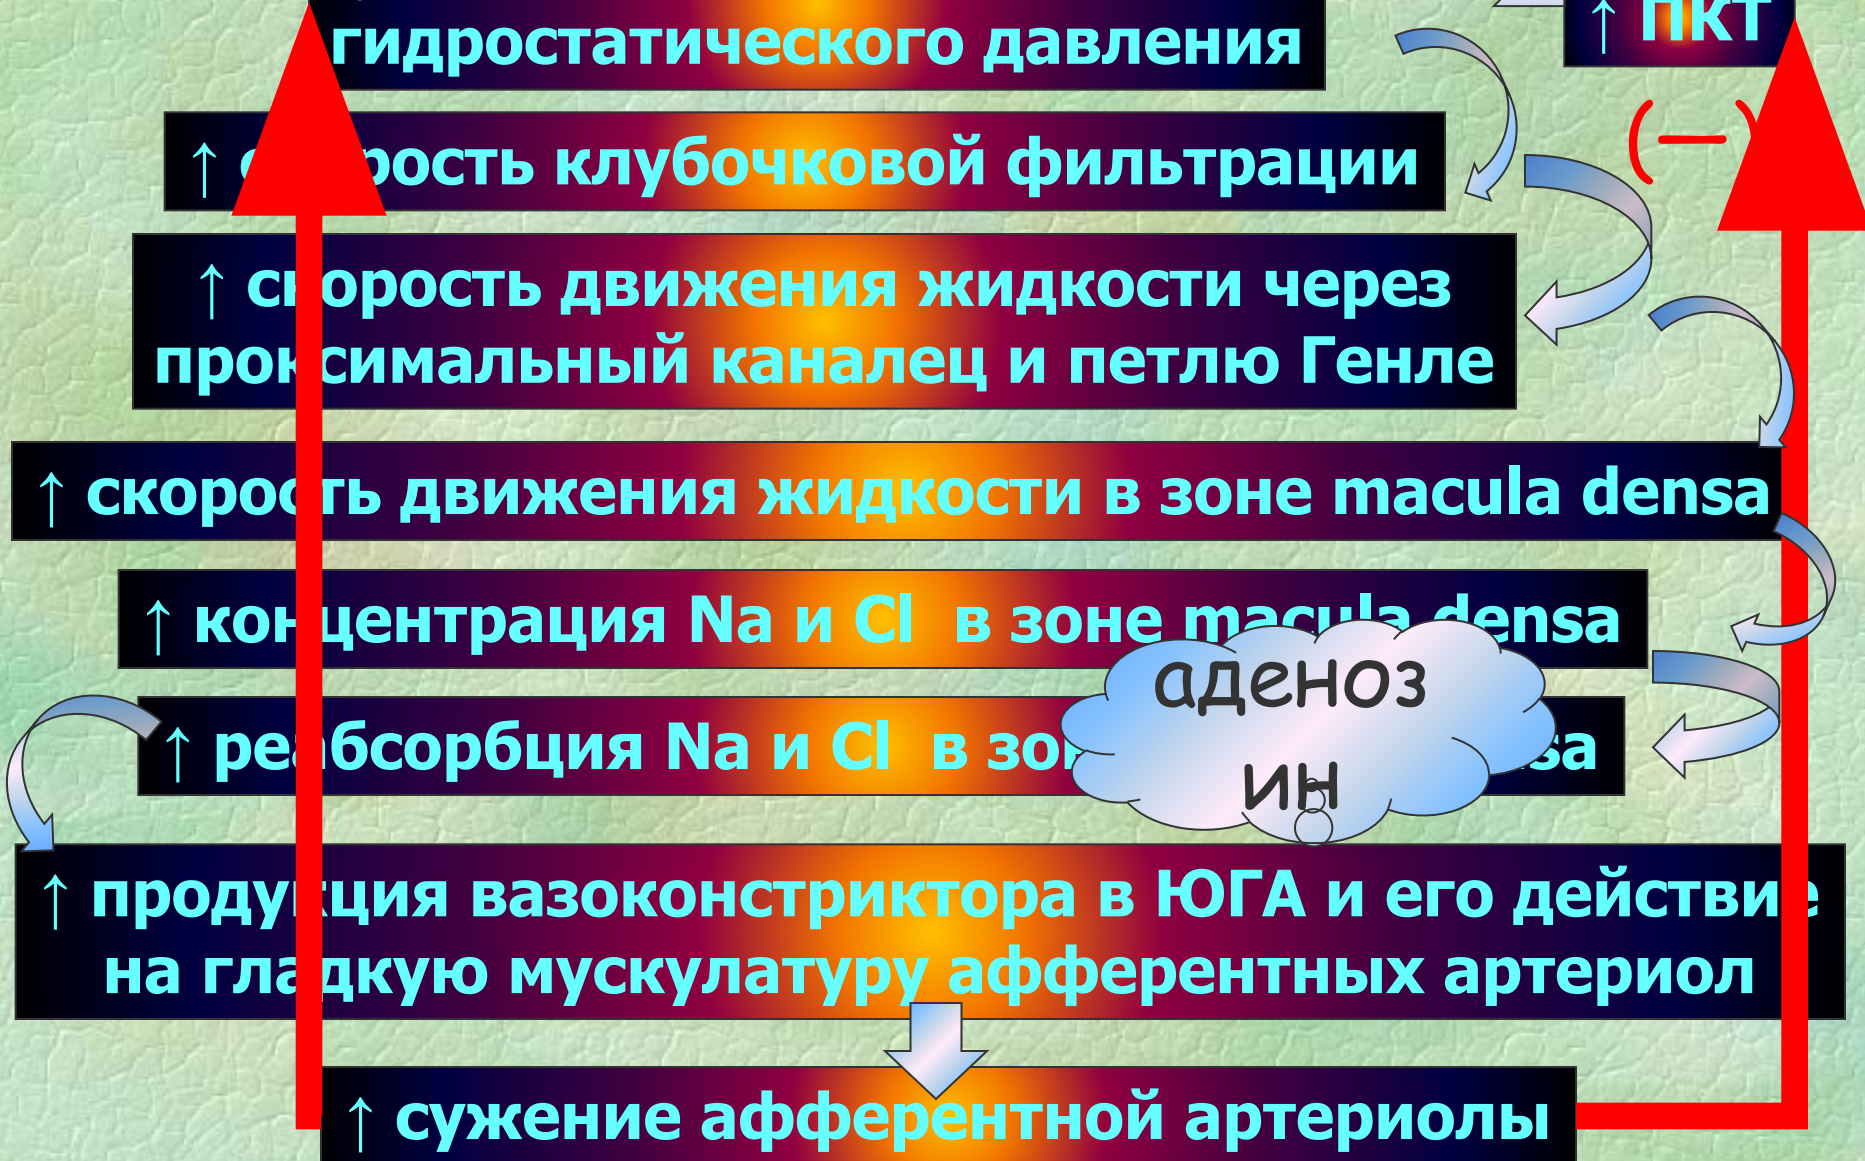 гидростатического давления
↑ ПКТ
(—)
↑ скорость клубочковой фильтрации
↑ скорость движения жидкости через
проксимальный каналец и петлю Генле
↑ скорость движения жидкости в зоне macula densa
↑ концентрация Na и Cl в зоне macula densa
аденоз
ин
↑ реабсорбция Na и Cl в
↑ продукция вазоконстриктора в ЮГА и его действие
на гладкую мускулатуру афферентных артериол
↑ сужение афферентной артериолы